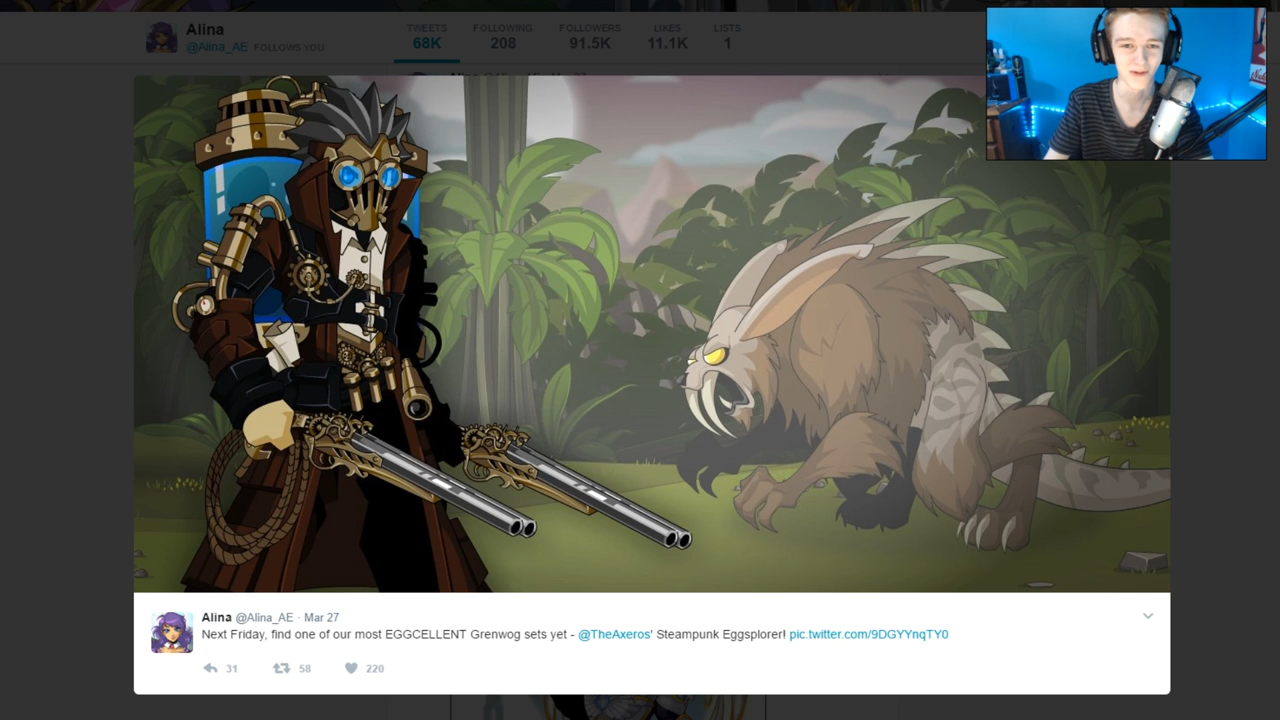 Alina
@Alina_AE FOLLOWS YOU
TWEETS
68K
FOLLOWING
208
FOLLOWERS
91.5K
LIKES
11.1K
LISTS
1
Alina @Alina_AE · Mar 27
Next Friday, find one of our most EGGCELLENT Grenwog sets yet - @TheAxeros' Steampunk Eggsplorer! pic.twitter.com/9DGYYnqTY0
31
58
220